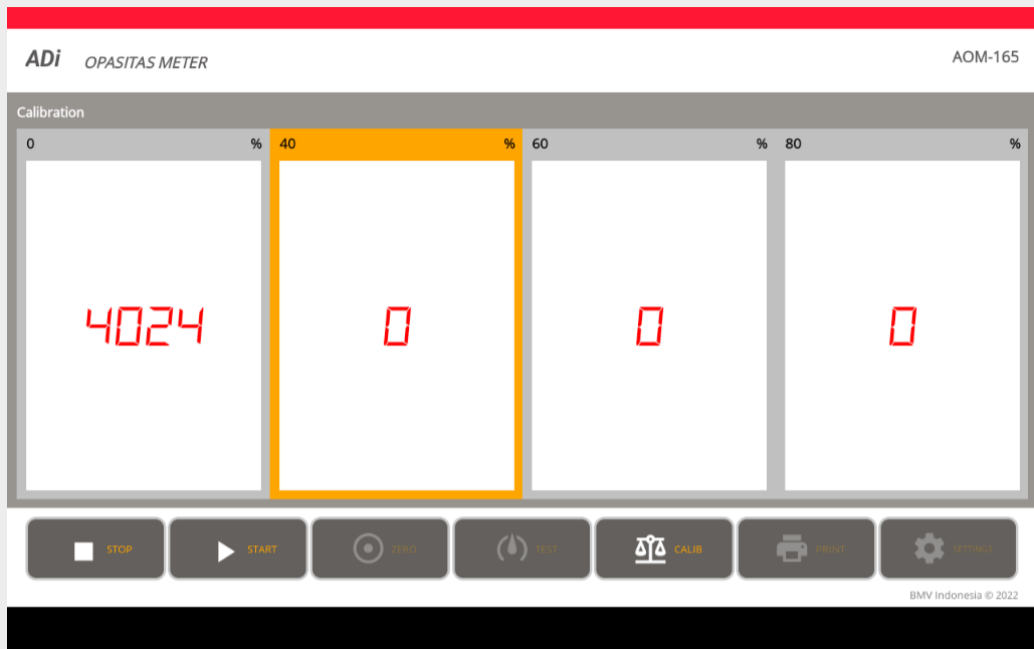 ADi OPASITAS METER AOM-165
Calibration
0 % 40 % 60 % 80 %
4024 0 0 0
STOP START ZERO TEST CALIB PRINT SETTINGS
BMV Indonesia © 2022